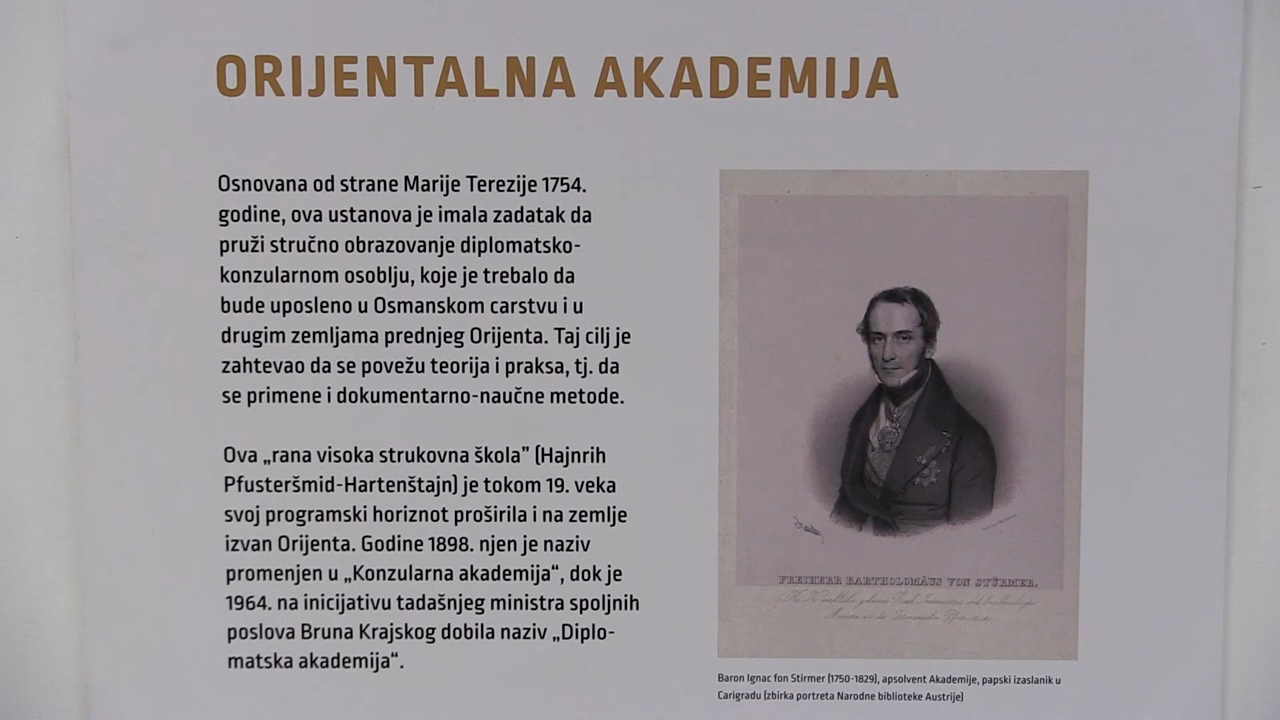 ORIJENTALNA AKADEMIJA
Osnovana od strane Marije Terezije 1754.
godine, ova ustanova je imala zadatak da
pruži stručno obrazovanje diplomatsko-
konzularnom osoblju, koje je trebalo da
bude uposleno u Osmanskom carstvu i u
drugim zemljama prednjeg Orijenta. Taj cilj je
zahtevao da se povežu teorija i praksa, tj. da
se primene i dokumentarno-naučne metode.
Ova „rana visoka strukovna škola” (Hajnrih
Pfusteršmid-Hartenštajn) je tokom 19. veka
svoj programski horiznot proširila i na zemlje
izvan Orijenta. Godine 1898. njen je naziv
promenjen u „Konzularna akademija“, dok je
1964. na inicijativu tadašnjeg ministra spoljnih
poslova Bruna Krajskog dobila naziv „Diplo-
matska akademija“.
FREIHERR BARTHOLOMÄUS VON STÜRMER,
Baron Ignac fon Stirmer (1750-1829), apsolvent Akademije, papski izaslanik u
Carigradu (zbirka portreta Narodne biblioteke Austrije)